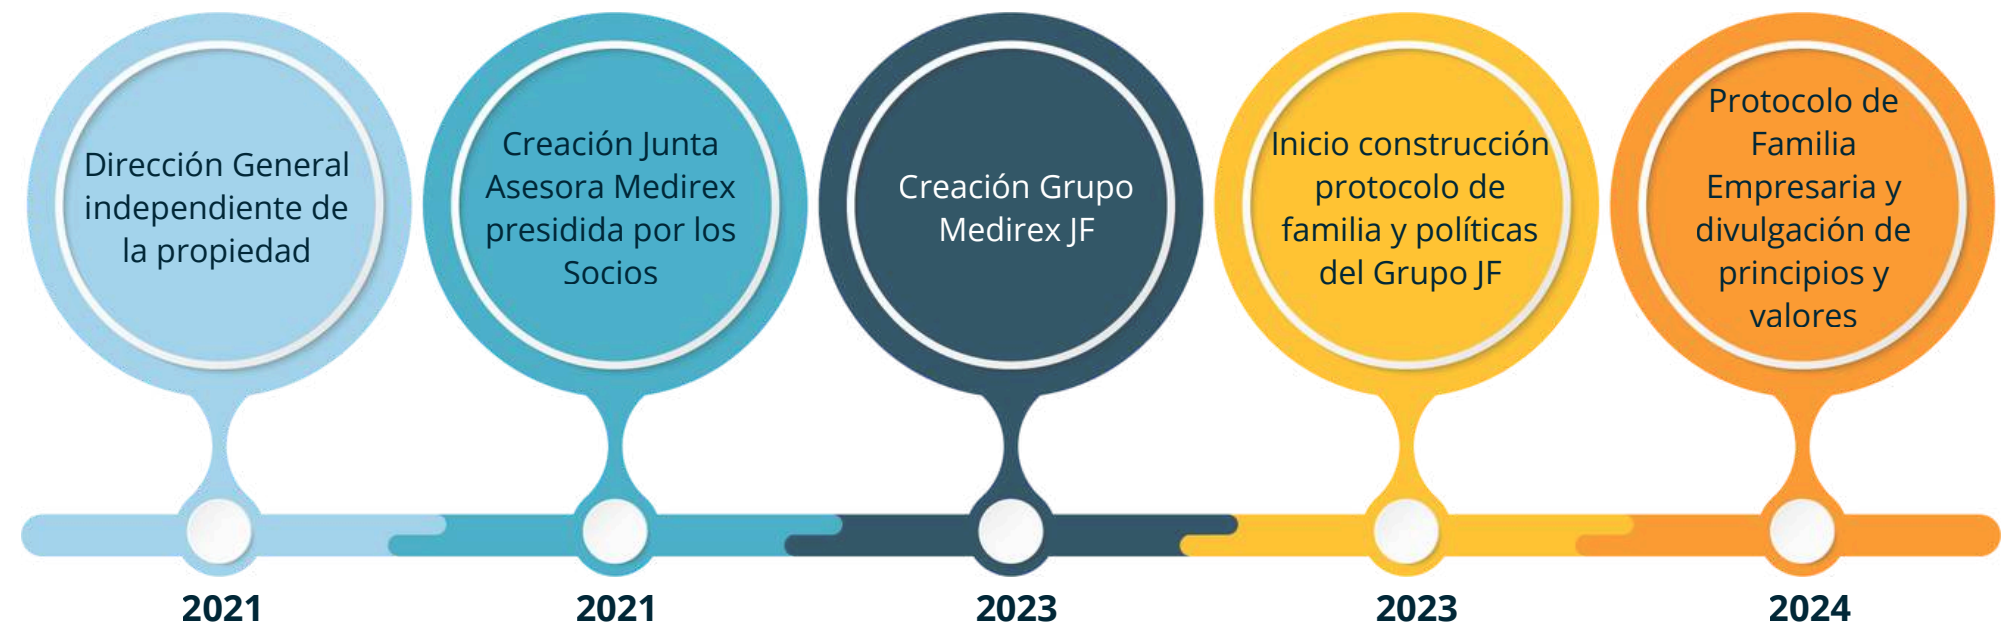 Dirección General
independiente de
la propiedad
Creación Junta
Asesora Medirex
presidida por los
Socios
Creación Grupo
Medirex JF
Inicio construcción
protocolo de
familia y políticas
del Grupo JF
Protocolo de
Familia
Empresaria y
divulgación de
principios y
valores
2021
2021
2023
2023
2024